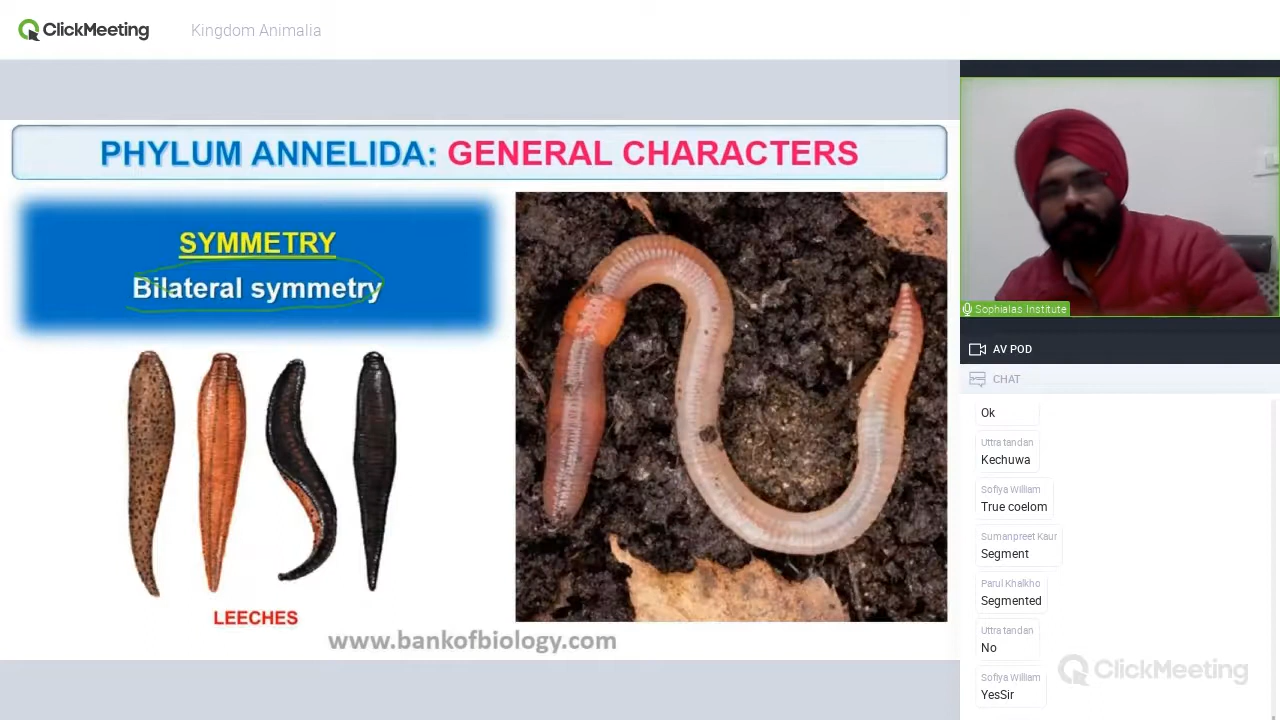 ClickMeeting
Kingdom Animalia
PHYLUM ANNELIDA: GENERAL CHARACTERS
SYMMETRY
Bilateral symmetry
LEECHES
www.bankofbiology.com
Sophialas Institute
AV POD
CHAT
Ok
Uttra tandan
Kechuwa
Sofiya William
True coelom
Sumanpreet Kaur
Segment
Parul Khalkho
Segmented
Uttra tandan
No
Sofiya William
YesSir
ClickMeeting